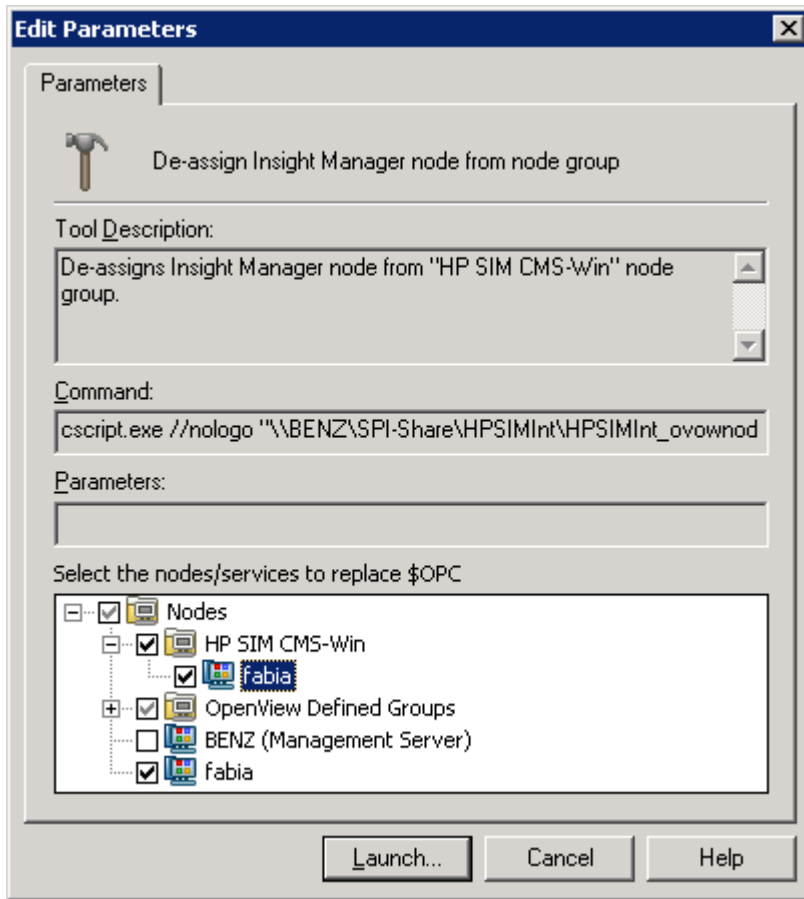 Edit Parameters
Parameters
De-assign Insight Manager node from node group
Tool Description:
De-assigns Insight Manager node from "HP SIM CMS-Win" node
group.
Command:
cscript.exe //nologo "\\BENZ\SPI-Share\HPSIMInt\HPSIMInt_ovownod
Parameters:
Select the nodes/services to replace $OPC
Nodes
HP SIM CMS-Win
fabia
OpenView Defined Groups
BENZ (Management Server)
fabia
Launch... Cancel Help